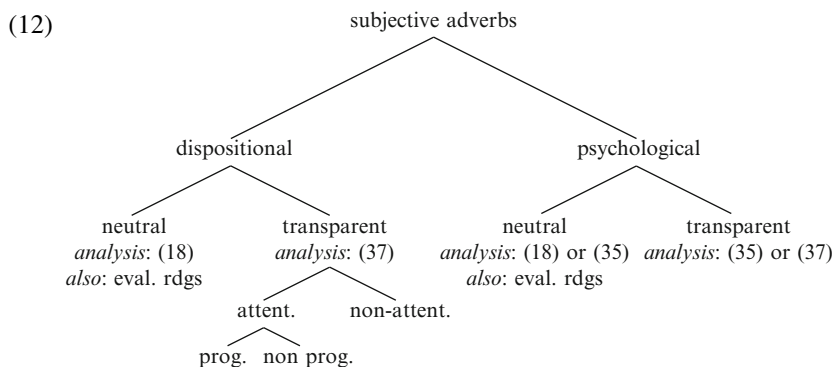 (12) subjective adverbs
dispositional psychological
neutral transparent neutral transparent
analysis: (18) analysis: (37) analysis: (18) or (35) analysis: (35) or (37)
also: eval. rdgs also: eval. rdgs
attent. non-attent.
prog. non prog.